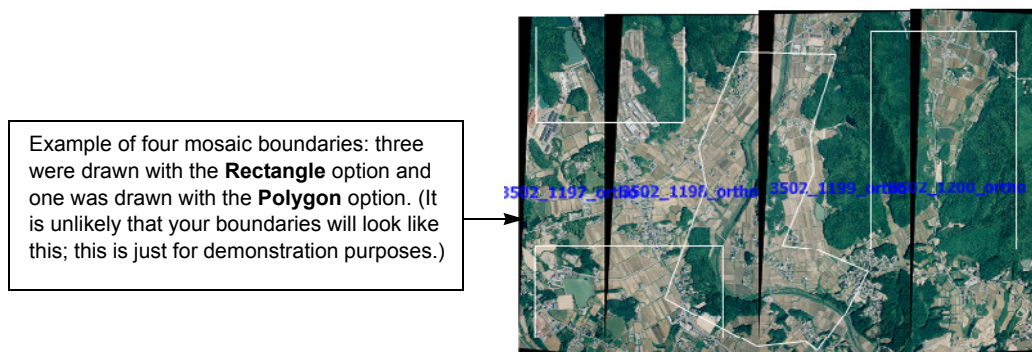 Example of four mosaic boundaries: three
were drawn with the Rectangle option and
one was drawn with the Polygon option. (It
is unlikely that your boundaries will look like
this; this is just for demonstration purposes.)
3502_1197_ortho 3502_1198_ortho 3502_1199_ortho 3502_1200_ortho